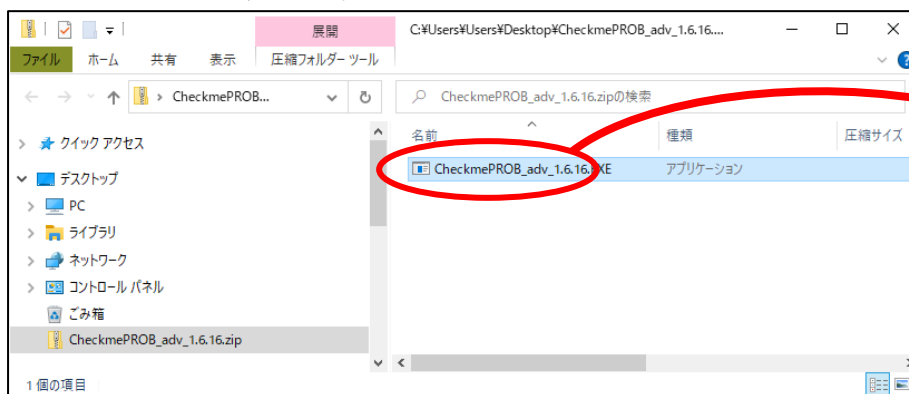 展開
C:¥Users¥Users¥Desktop¥CheckmePROB_adv_1.6.16....
ファイル ホーム 共有 表示 圧縮フォルダー ツール
CheckmePROB...
CheckmePROB_adv_1.6.16.zipの検索
クイック アクセス
名前 種類 圧縮サイズ
CheckmePROB_adv_1.6.16.EXE アプリケーション
デスクトップ
PC
ライブラリ
ネットワーク
コントロール パネル
ごみ箱
CheckmePROB_adv_1.6.16.zip
1 個の項目